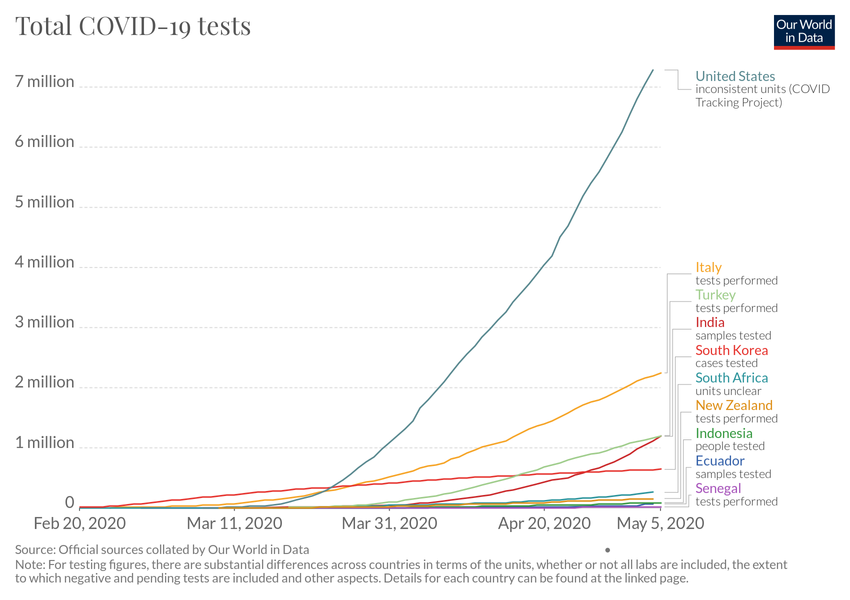 Total COVID-19 tests
Our World
in Data
7 million
6 million
5 million
4 million
3 million
2 million
1 million
0
Feb 20, 2020
Mar 11, 2020
Mar 31, 2020
Apr 20, 2020
May 5, 2020
United States
inconsistent units (COVID
Tracking Project)
Italy
tests performed
Turkey
tests performed
India
samples tested
South Korea
cases tested
South Africa
units unclear
New Zealand
tests performed
Indonesia
people tested
Ecuador
samples tested
Senegal
tests performed
Source: Official sources collated by Our World in Data
Note: For testing figures, there are substantial differences across countries in terms of the units, whether or not all labs are included, the extent
to which negative and pending tests are included and other aspects. Details for each country can be found at the linked page.